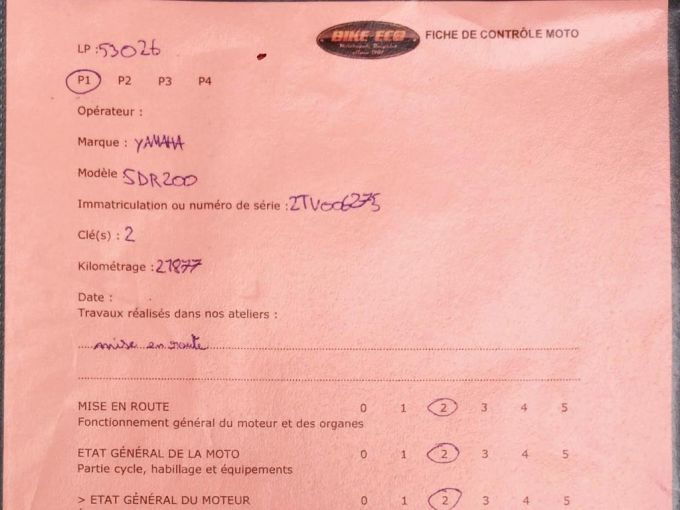 BIKE ECO
FICHE DE CONTRÔLE MOTO
LP : 53026
P1 P2 P3 P4
Opérateur :
Marque : YAMAHA
Modèle SDR200
Immatriculation ou numéro de série : 2TV006275
Clé(s) : 2
Kilométrage : 21877
Date :
Travaux réalisés dans nos ateliers :
mise en route
MISE EN ROUTE 0 1 2 3 4 5
Fonctionnement général du moteur et des organes
ETAT GÉNÉRAL DE LA MOTO 0 1 2 3 4 5
Partie cycle, habillage et équipements
> ETAT GÉNÉRAL DU MOTEUR 0 1 2 3 4 5